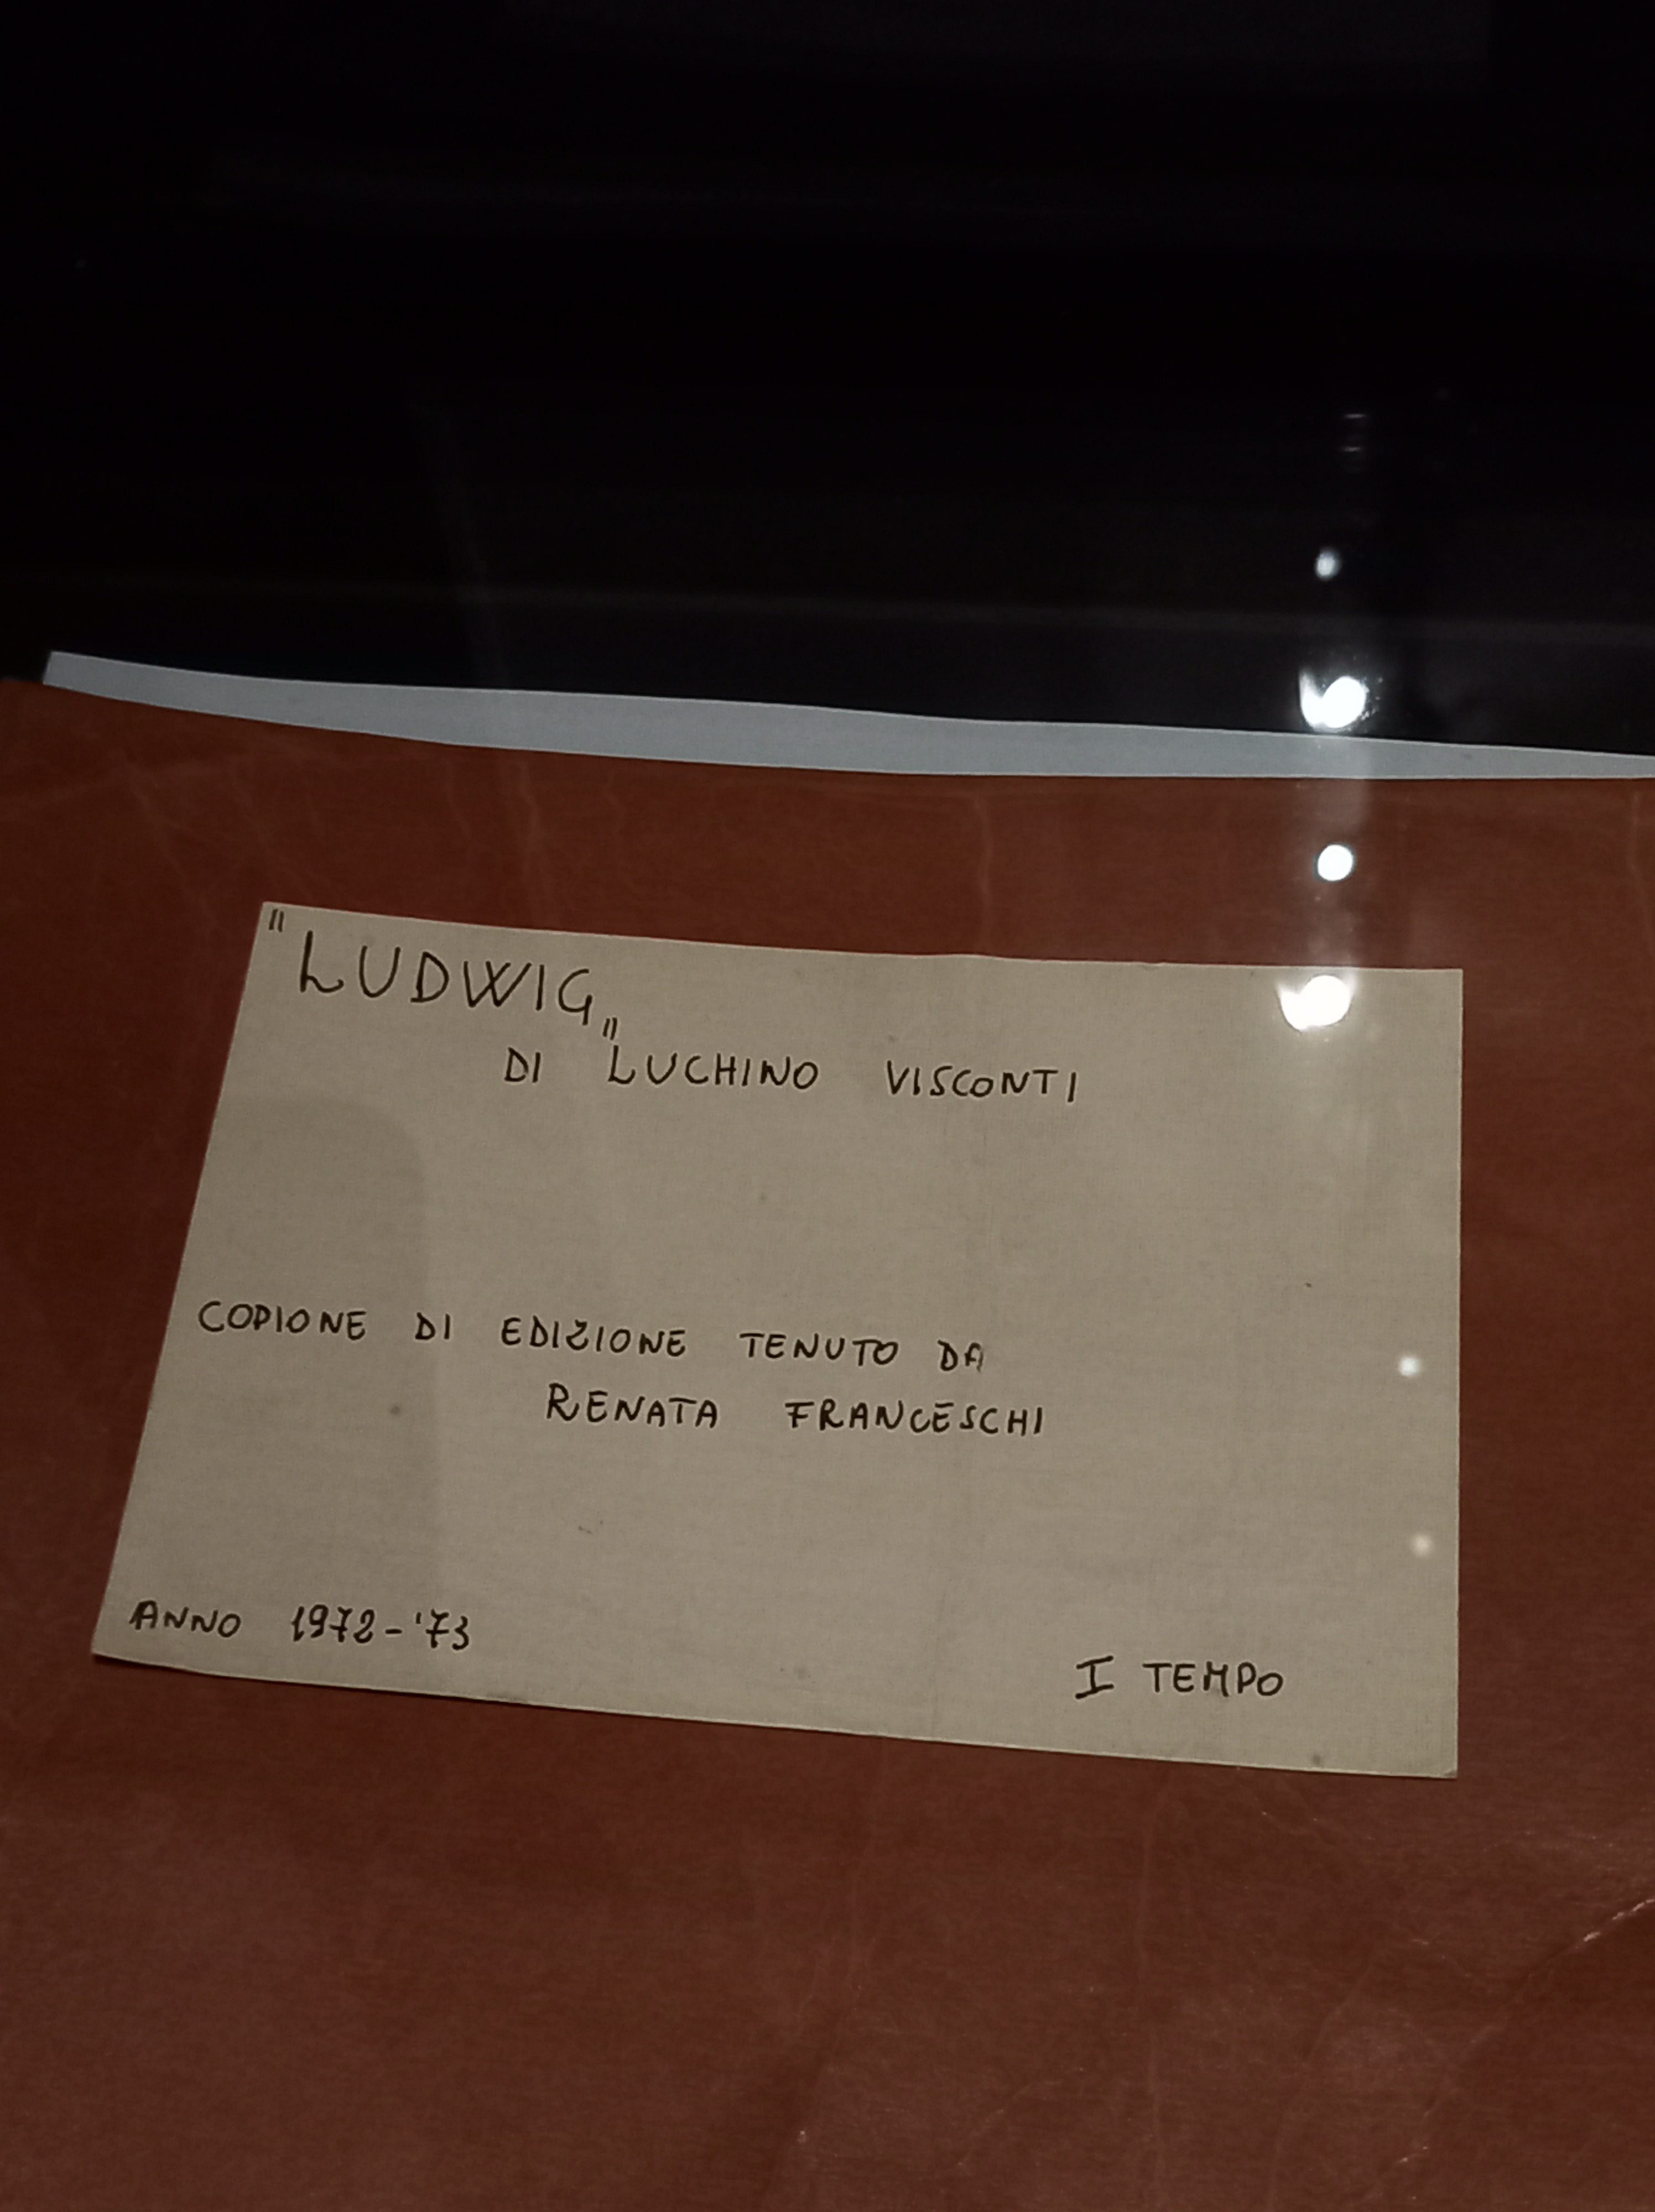 "LUDWIG"
DI LUCHINO VISCONTI
COPIONE DI EDIZIONE TENUTO DA
RENATA FRANCESCHI
ANNO 1972-'73
I TEMPO